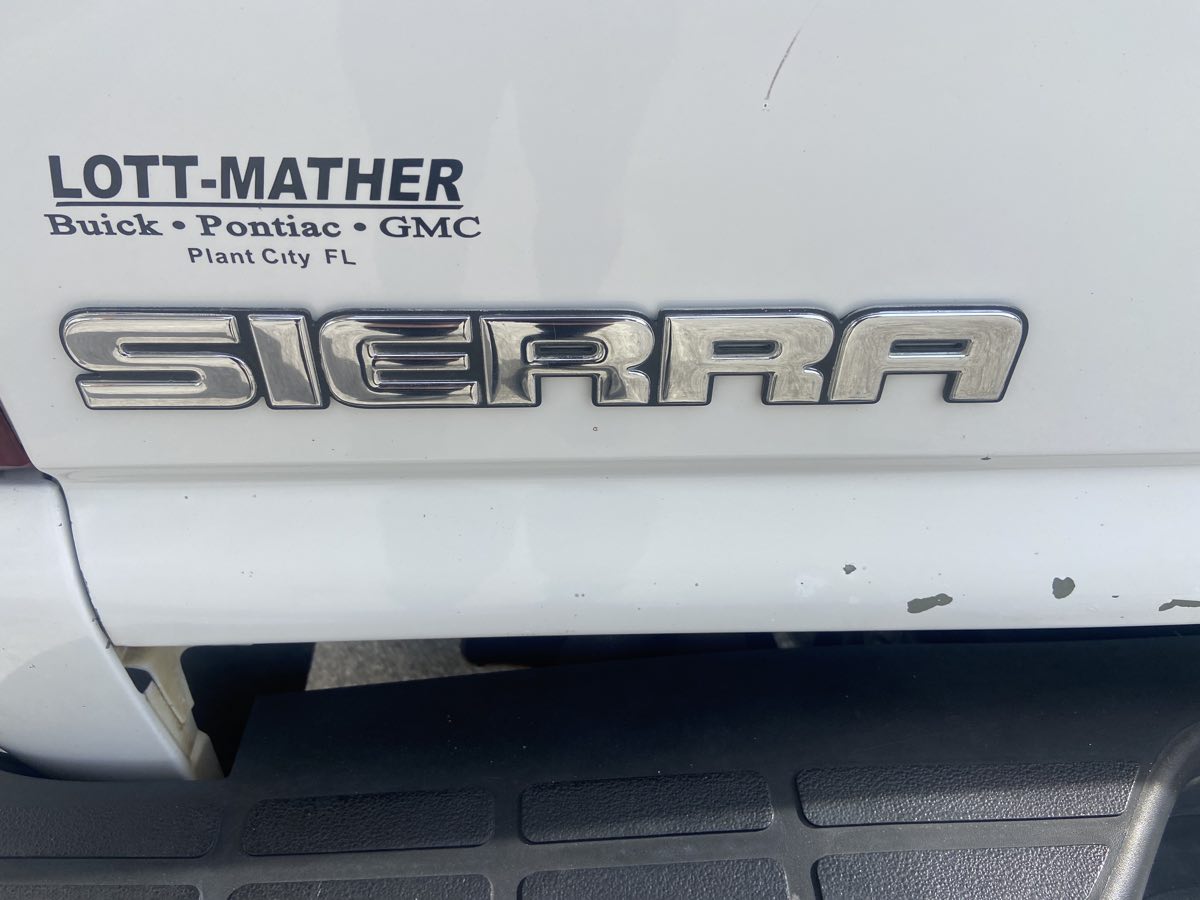 LOTT-MATHER
Buick • Pontiac • GMC
Plant City FL
SIERRA